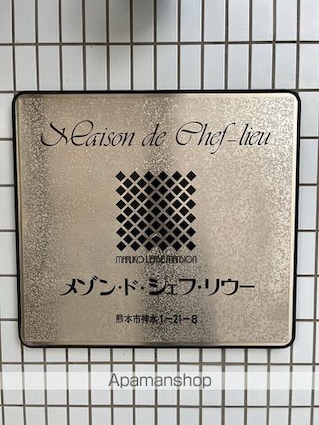 Maison de Chef-lieu
MARUKO LEASE MANSION
メゾン・ド・シェフ・リウー
熊本市神水1-21-8
Apamanshop